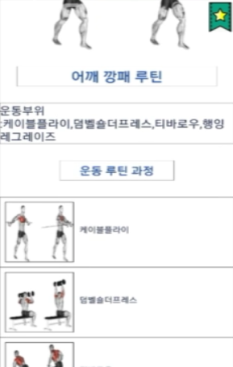 어깨 깡패 루틴
운동부위
:케이블플라이,덤벨숄더프레스,티바로우,행잉
레그레이즈
운동 루틴 과정
케이블플라이
덤벨숄더프레스